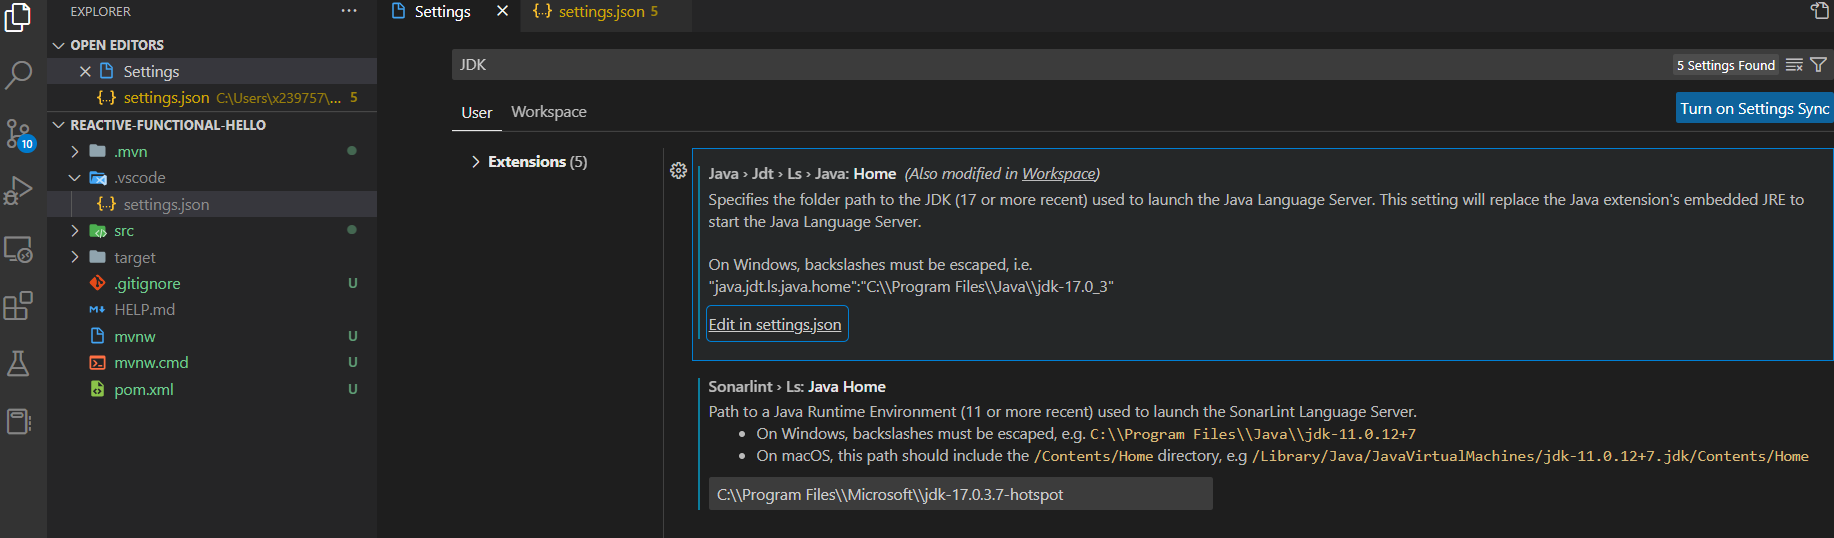 EXPLORER
···
Settings
settings.json 5
OPEN EDITORS
Settings
settings.json C:\Users\x239757\... 5
REACTIVE-FUNCTIONAL-HELLO
.mvn
.vscode
settings.json
src
target
.gitignore U
HELP.md
mvnw U
mvnw.cmd U
pom.xml U
10
JDK
5 Settings Found
User
Workspace
Turn on Settings Sync
Extensions (5)
Java › Jdt › Ls › Java: Home (Also modified in Workspace)
Specifies the folder path to the JDK (17 or more recent) used to launch the Java Language Server. This setting will replace the Java extension's embedded JRE to
start the Java Language Server.
On Windows, backslashes must be escaped, i.e.
"java.jdt.ls.java.home":"C:\\Program Files\\Java\\jdk-17.0_3"
Edit in settings.json
Sonarlint › Ls: Java Home
Path to a Java Runtime Environment (11 or more recent) used to launch the SonarLint Language Server.
• On Windows, backslashes must be escaped, e.g. C:\\Program Files\\Java\\jdk-11.0.12+7
• On macOS, this path should include the /Contents/Home directory, e.g /Library/Java/JavaVirtualMachines/jdk-11.0.12+7.jdk/Contents/Home
C:\\Program Files\\Microsoft\\jdk-17.0.3.7-hotspot